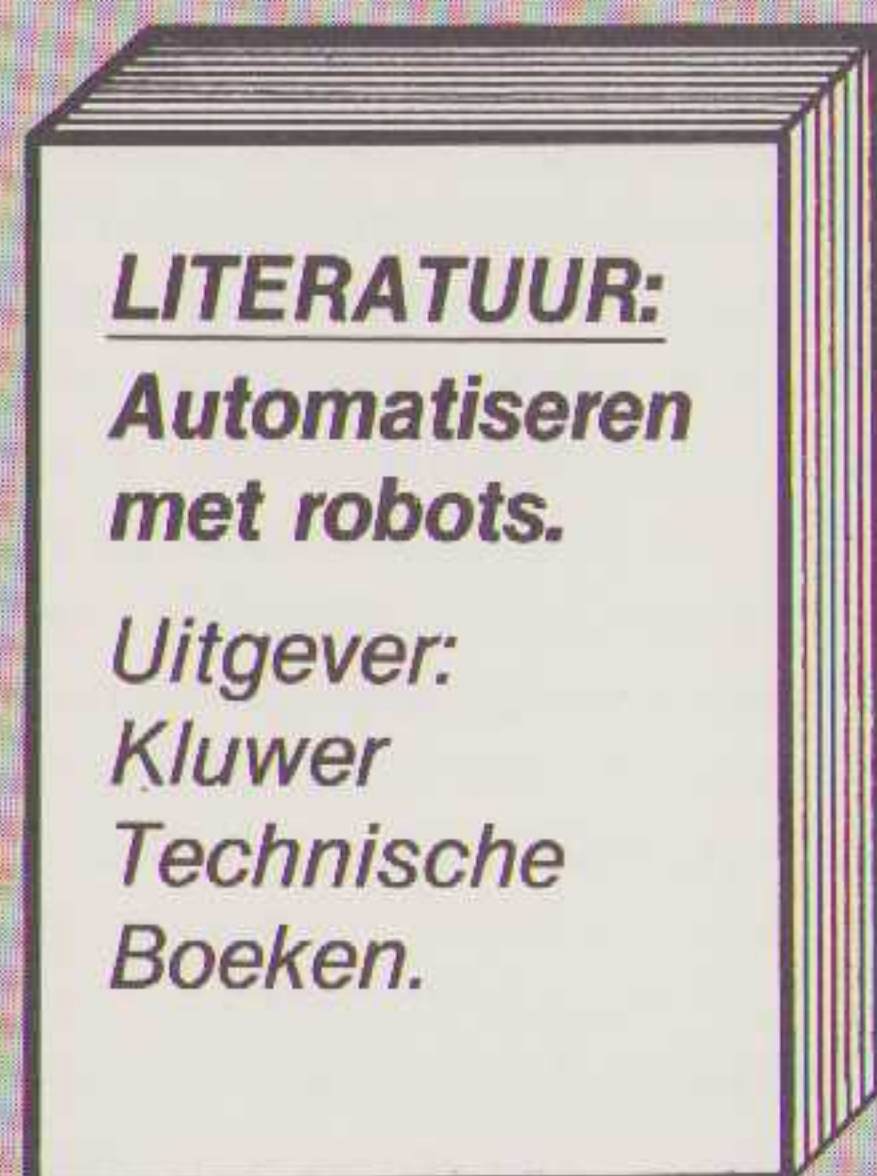 LITERATUUR:
Automatiseren
met robots.
Uitgever:
Kluwer
Technische
Boeken.